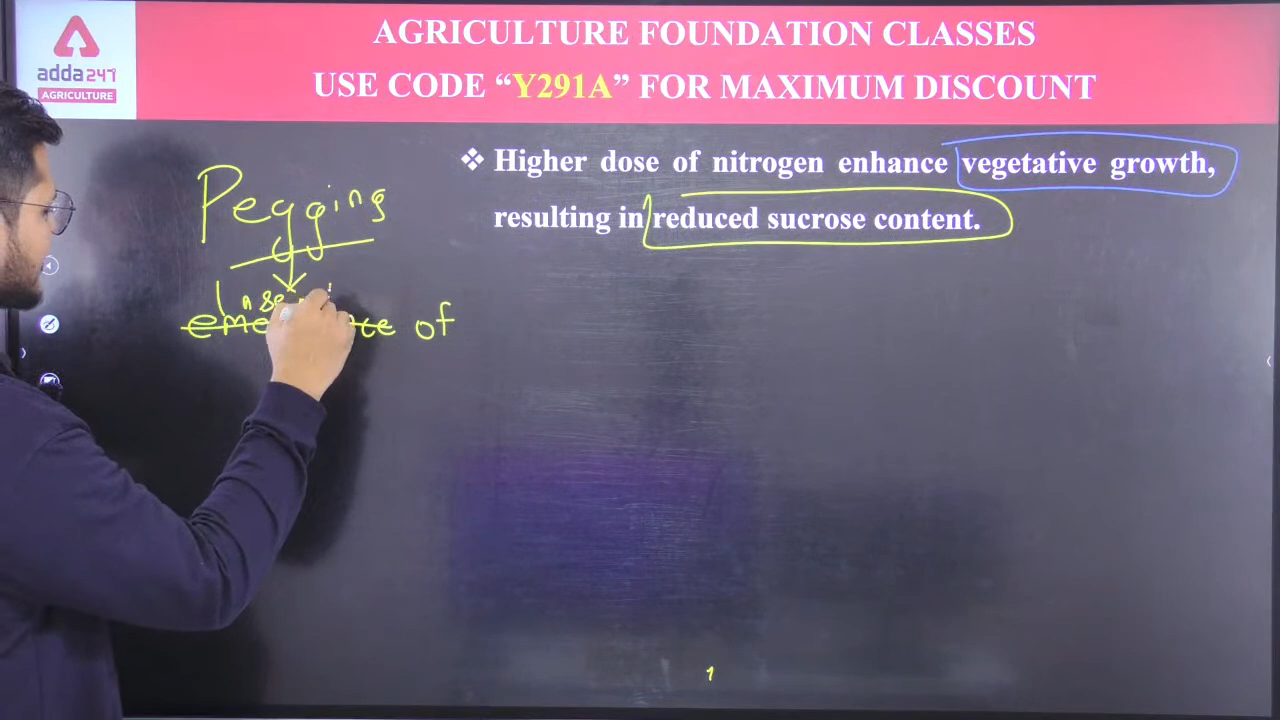 AGRICULTURE FOUNDATION CLASSES
USE CODE “Y291A” FOR MAXIMUM DISCOUNT
adda247
AGRICULTURE
❖ Higher dose of nitrogen enhance vegetative growth,
resulting in reduced sucrose content.
Pegging
of